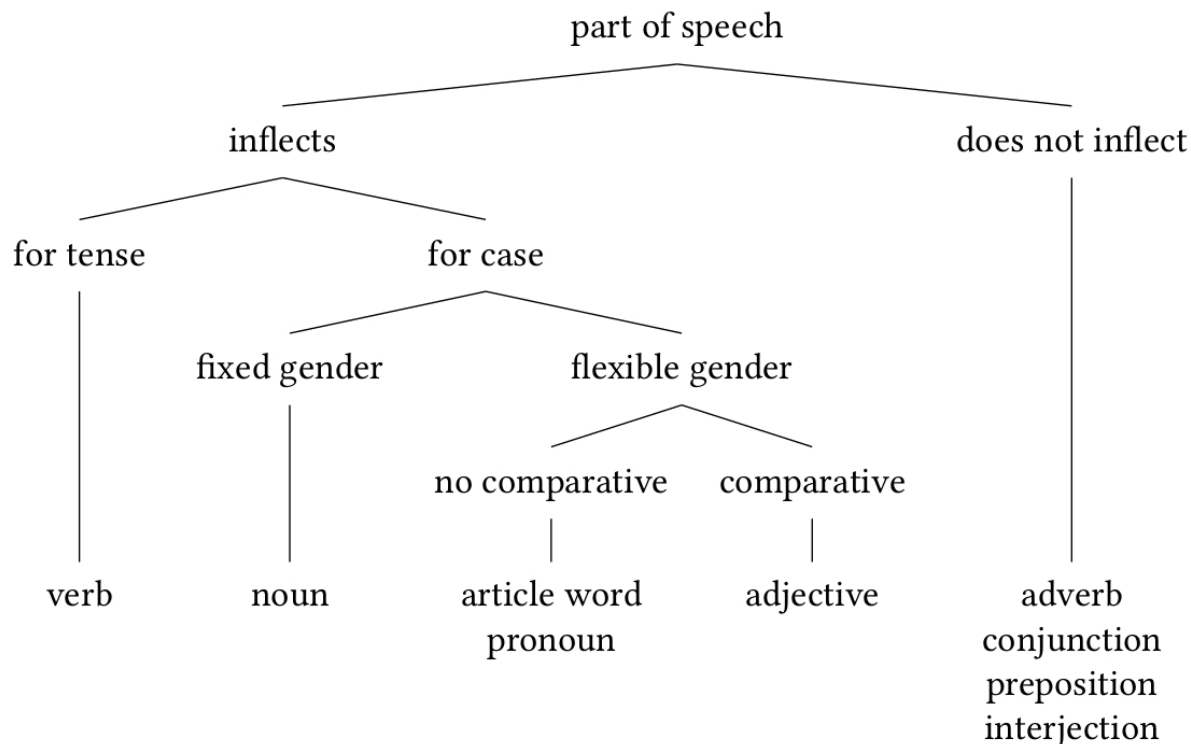 part of speech
inflects
does not inflect
for tense
for case
fixed gender
flexible gender
no comparative
comparative
verb
noun
article word
pronoun
adjective
adverb
conjunction
preposition
interjection